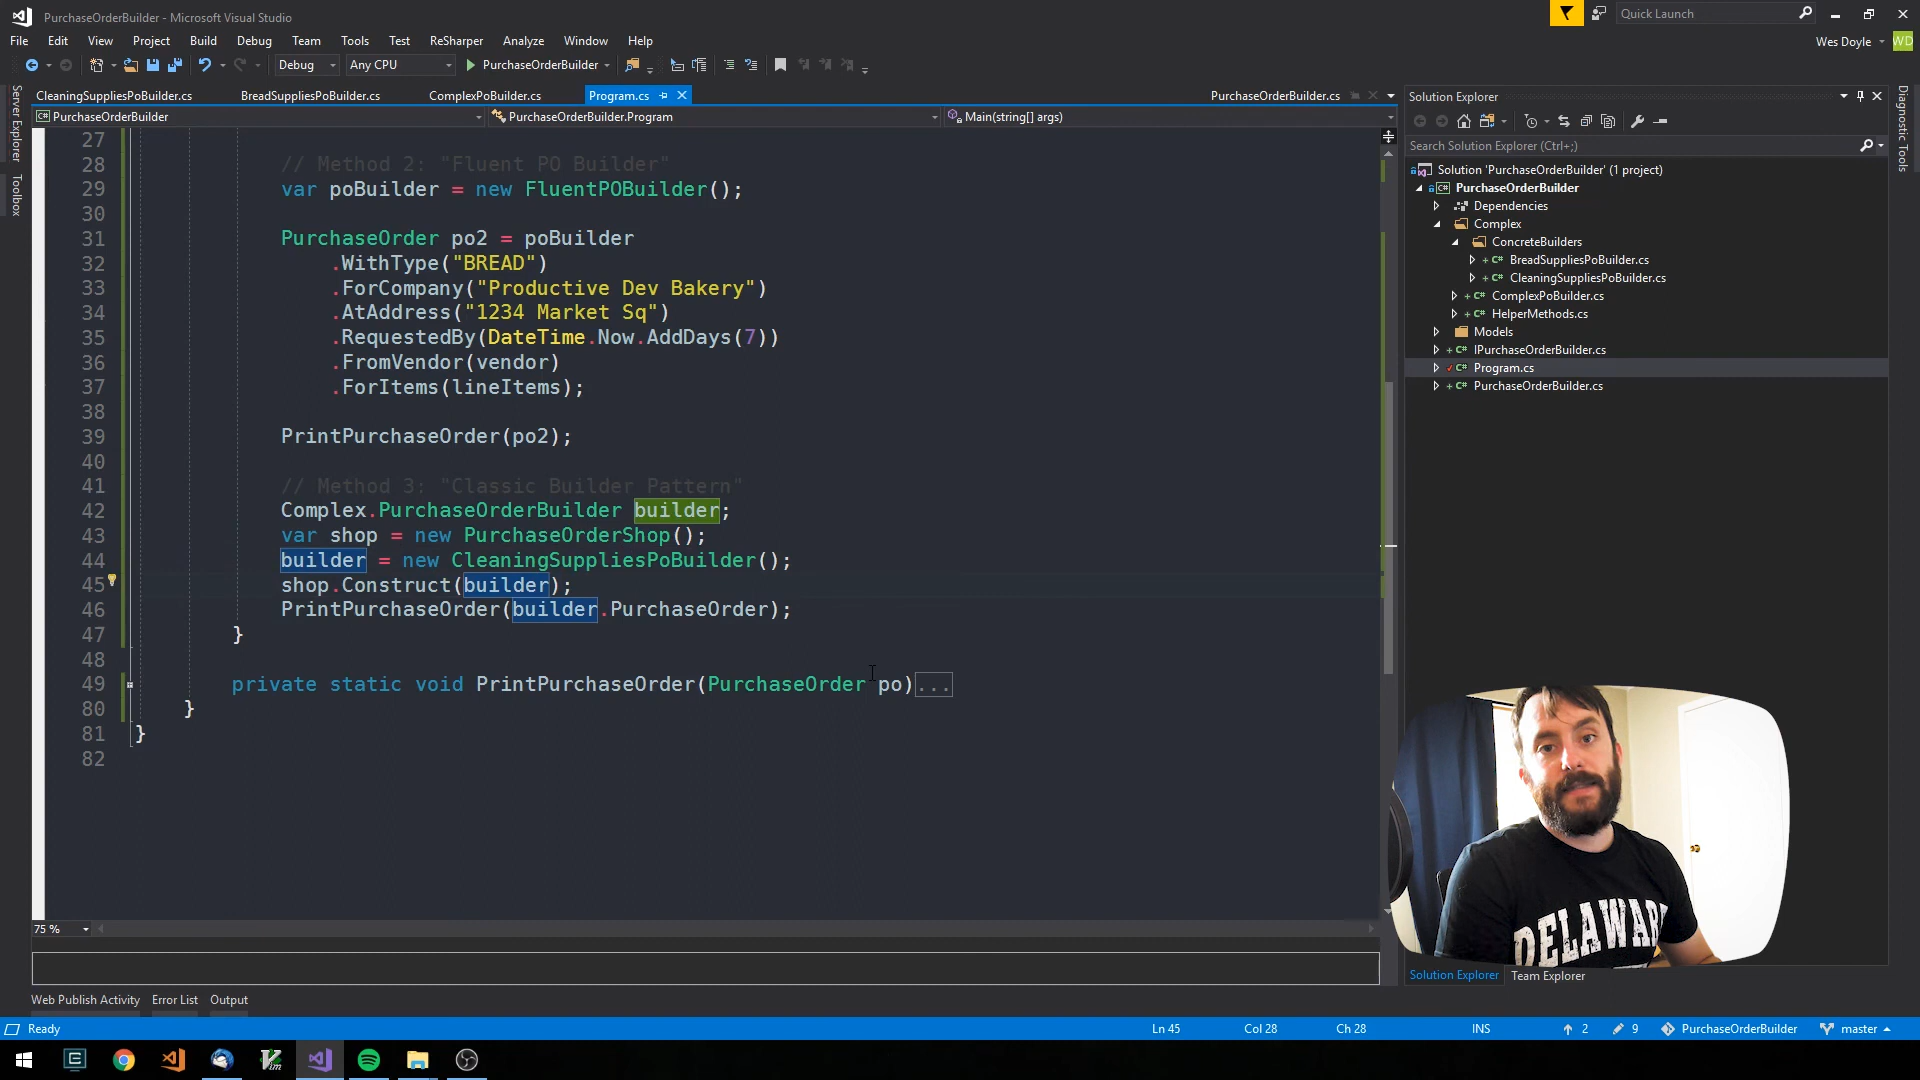 PurchaseOrderBuilder - Microsoft Visual Studio
Quick Launch
File Edit View Project Build Debug Team Tools Test ReSharper Analyze Window Help
Wes Doyle WD
Debug Any CPU PurchaseOrderBuilder
CleaningSuppliesPoBuilder.cs BreadSuppliesPoBuilder.cs ComplexPoBuilder.cs Program.cs PurchaseOrderBuilder.cs
PurchaseOrderBuilder PurchaseOrderBuilder.Program Main(string[] args)
Server Explorer
Toolbox
27
28 // Method 2: "Fluent PO Builder"
29 var poBuilder = new FluentPOBuilder();
30
31 PurchaseOrder po2 = poBuilder
32 .WithType("BREAD")
33 .ForCompany("Productive Dev Bakery")
34 .AtAddress("1234 Market Sq")
35 .RequestedBy(DateTime.Now.AddDays(7))
36 .FromVendor(vendor)
37 .ForItems(lineItems);
38
39 PrintPurchaseOrder(po2);
40
41 // Method 3: "Classic Builder Pattern"
42 Complex.PurchaseOrderBuilder builder;
43 var shop = new PurchaseOrderShop();
44 builder = new CleaningSuppliesPoBuilder();
45 shop.Construct(builder);
46 PrintPurchaseOrder(builder.PurchaseOrder);
47 }
48
49 private static void PrintPurchaseOrder(PurchaseOrder po)...
80 }
81 }
82
75 %
Solution Explorer
Search Solution Explorer (Ctrl+;)
Solution 'PurchaseOrderBuilder' (1 project)
C# PurchaseOrderBuilder
Dependencies
Complex
ConcreteBuilders
+ C# BreadSuppliesPoBuilder.cs
+ C# CleaningSuppliesPoBuilder.cs
+ C# ComplexPoBuilder.cs
+ C# HelperMethods.cs
Models
+ C# IPurchaseOrderBuilder.cs
C# Program.cs
+ C# PurchaseOrderBuilder.cs
Diagnostic Tools
DELAWAR
Solution Explorer Team Explorer
Web Publish Activity Error List Output
Ready Ln 45 Col 28 Ch 28 INS 2 9 PurchaseOrderBuilder master
Vim